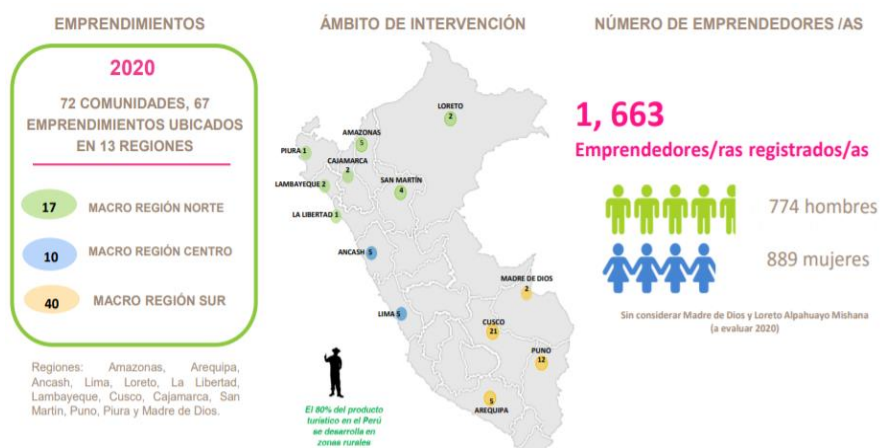 EMPRENDIMIENTOS
2020
72 COMUNIDADES, 67
EMPRENDIMIENTOS UBICADOS
EN 13 REGIONES
17 MACRO REGIÓN NORTE
10 MACRO REGIÓN CENTRO
40 MACRO REGIÓN SUR
Regiones: Amazonas, Arequipa,
Ancash, Lima, Loreto, La Libertad,
Lambayeque, Cusco, Cajamarca, San
Martin, Puno, Piura y Madre de Dios.
ÁMBITO DE INTERVENCIÓN
LORETO
2
AMAZONAS
5
PIURA 1
CAJAMARCA
2
LAMBAYEQUE 2
SAN MARTÍN
4
LA LIBERTAD 1
ANCASH 5
LIMA 5
MADRE DE DIOS
2
CUSCO
21
PUNO
12
5
AREQUIPA
El 80% del producto
turístico en el Perú
se desarrolla en
zonas rurales
NÚMERO DE EMPRENDEDORES /AS
1, 663
Emprendedores/ras registrados/as
774 hombres
889 mujeres
Sin considerar Madre de Dios y Loreto Alpahuayo Mishana
(a evaluar 2020)